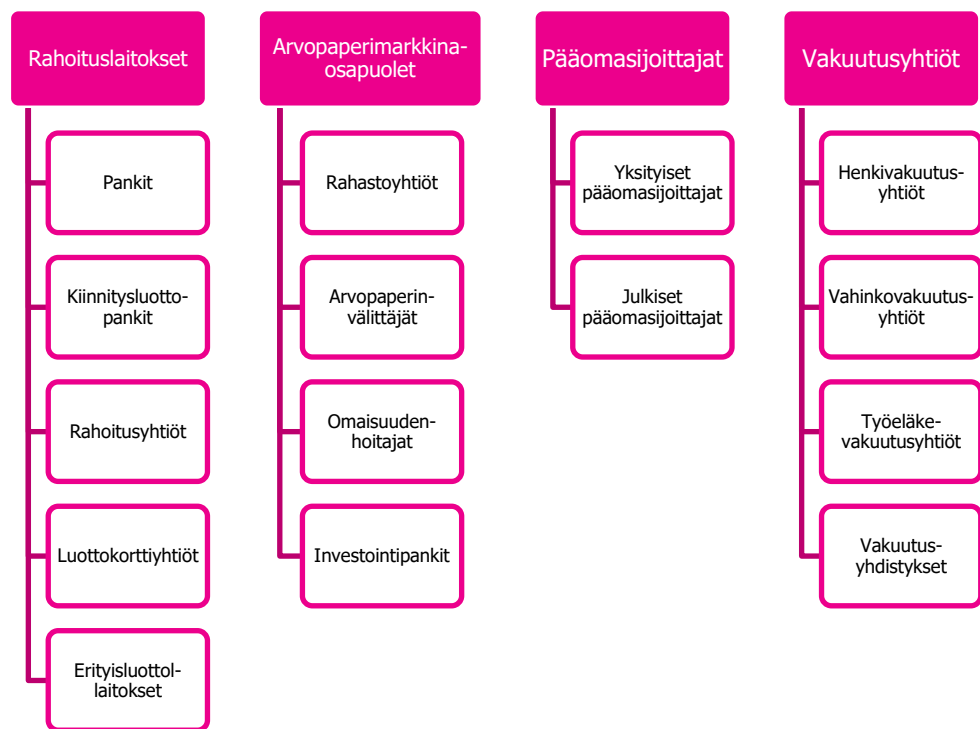 Rahoituslaitokset
Pankit
Kiinnitysluotto-
pankit
Rahoitusyhtiöt
Luottokorttiyhtiöt
Erityisluottol-
laitokset
Arvopaperimarkkina-
osapuolet
Rahastoyhtiöt
Arvopaperin-
välittäjät
Omaisuuden-
hoitajat
Investointipankit
Pääomasijoittajat
Yksityiset
pääomasijoittajat
Julkiset
pääomasijoittajat
Vakuutusyhtiöt
Henkivakuutus-
yhtiöt
Vahinkovakuutus-
yhtiöt
Työeläke-
vakuutusyhtiöt
Vakuutus-
yhdistykset